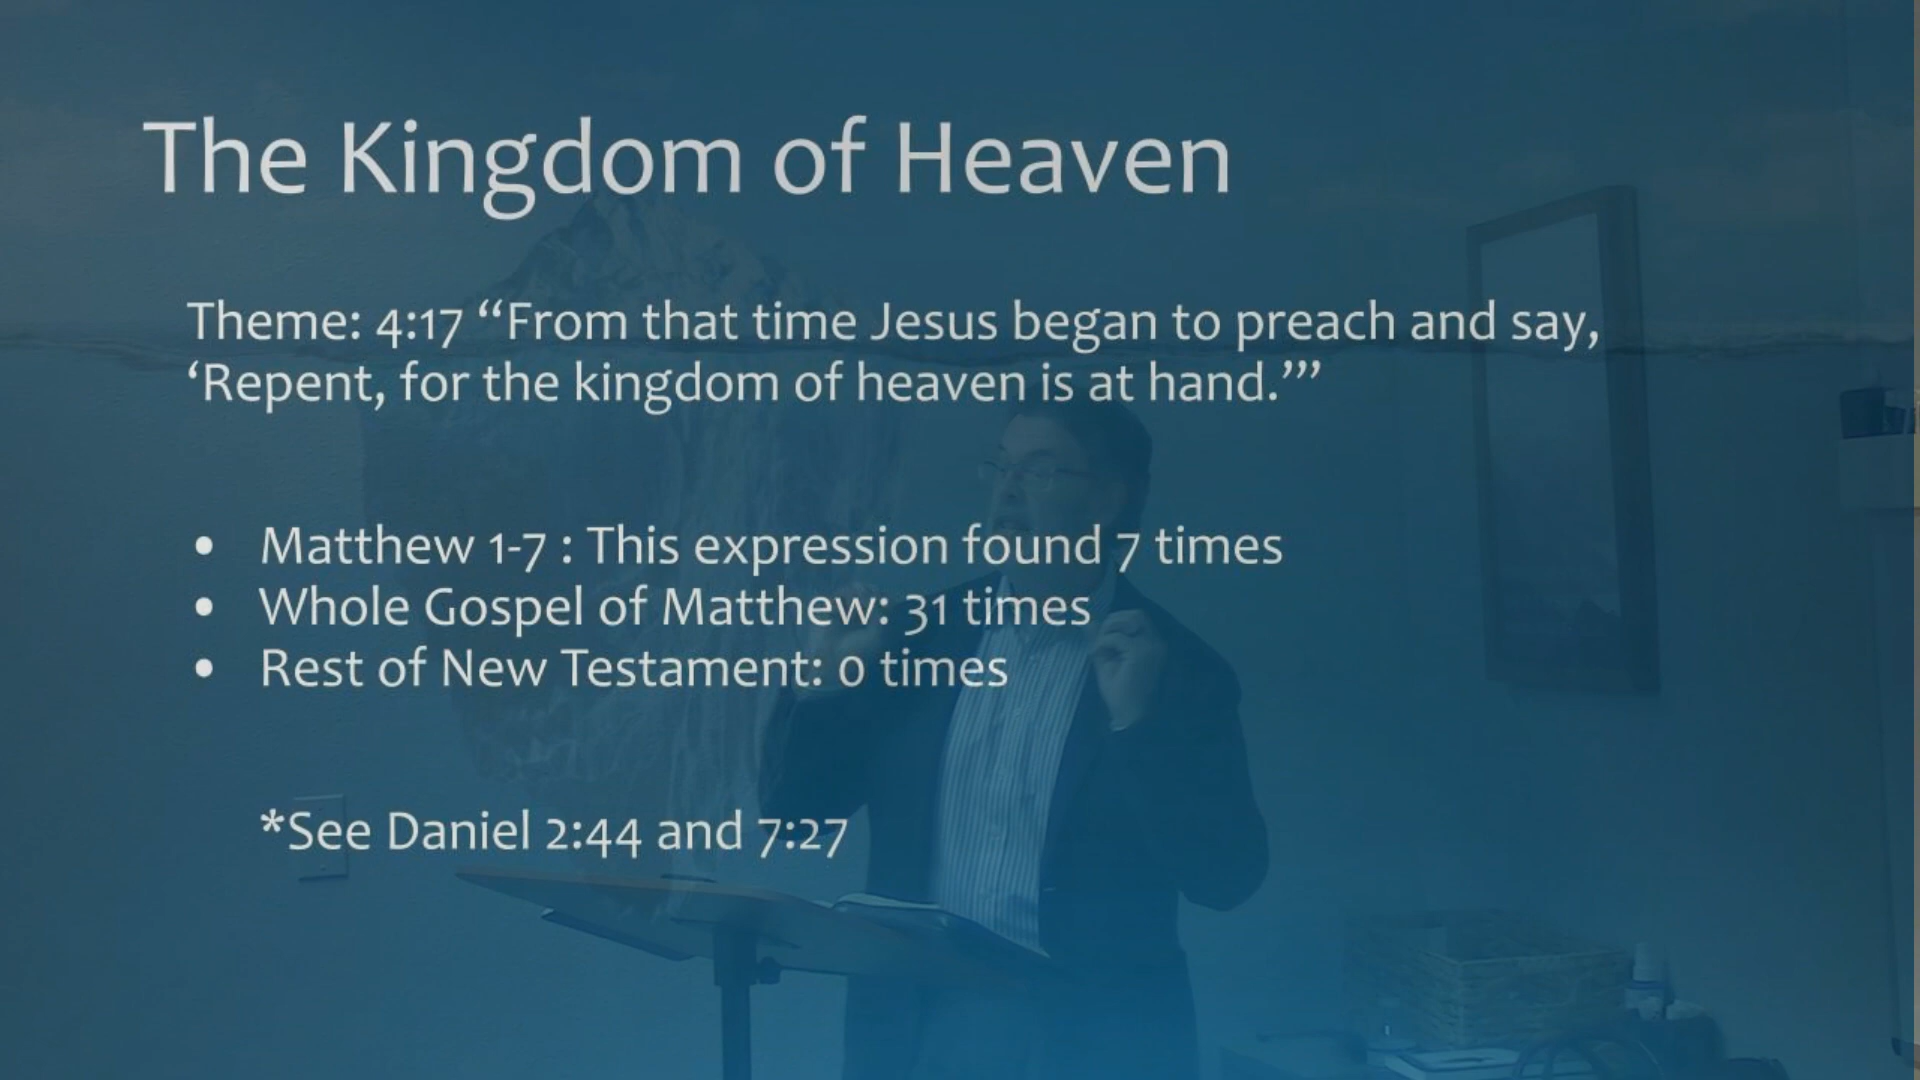 The Kingdom of Heaven
Theme: 4:17 “From that time Jesus began to preach and say,
‘Repent, for the kingdom of heaven is at hand.’”
• Matthew 1-7 : This expression found 7 times
• Whole Gospel of Matthew: 31 times
• Rest of New Testament: 0 times
*See Daniel 2:44 and 7:27